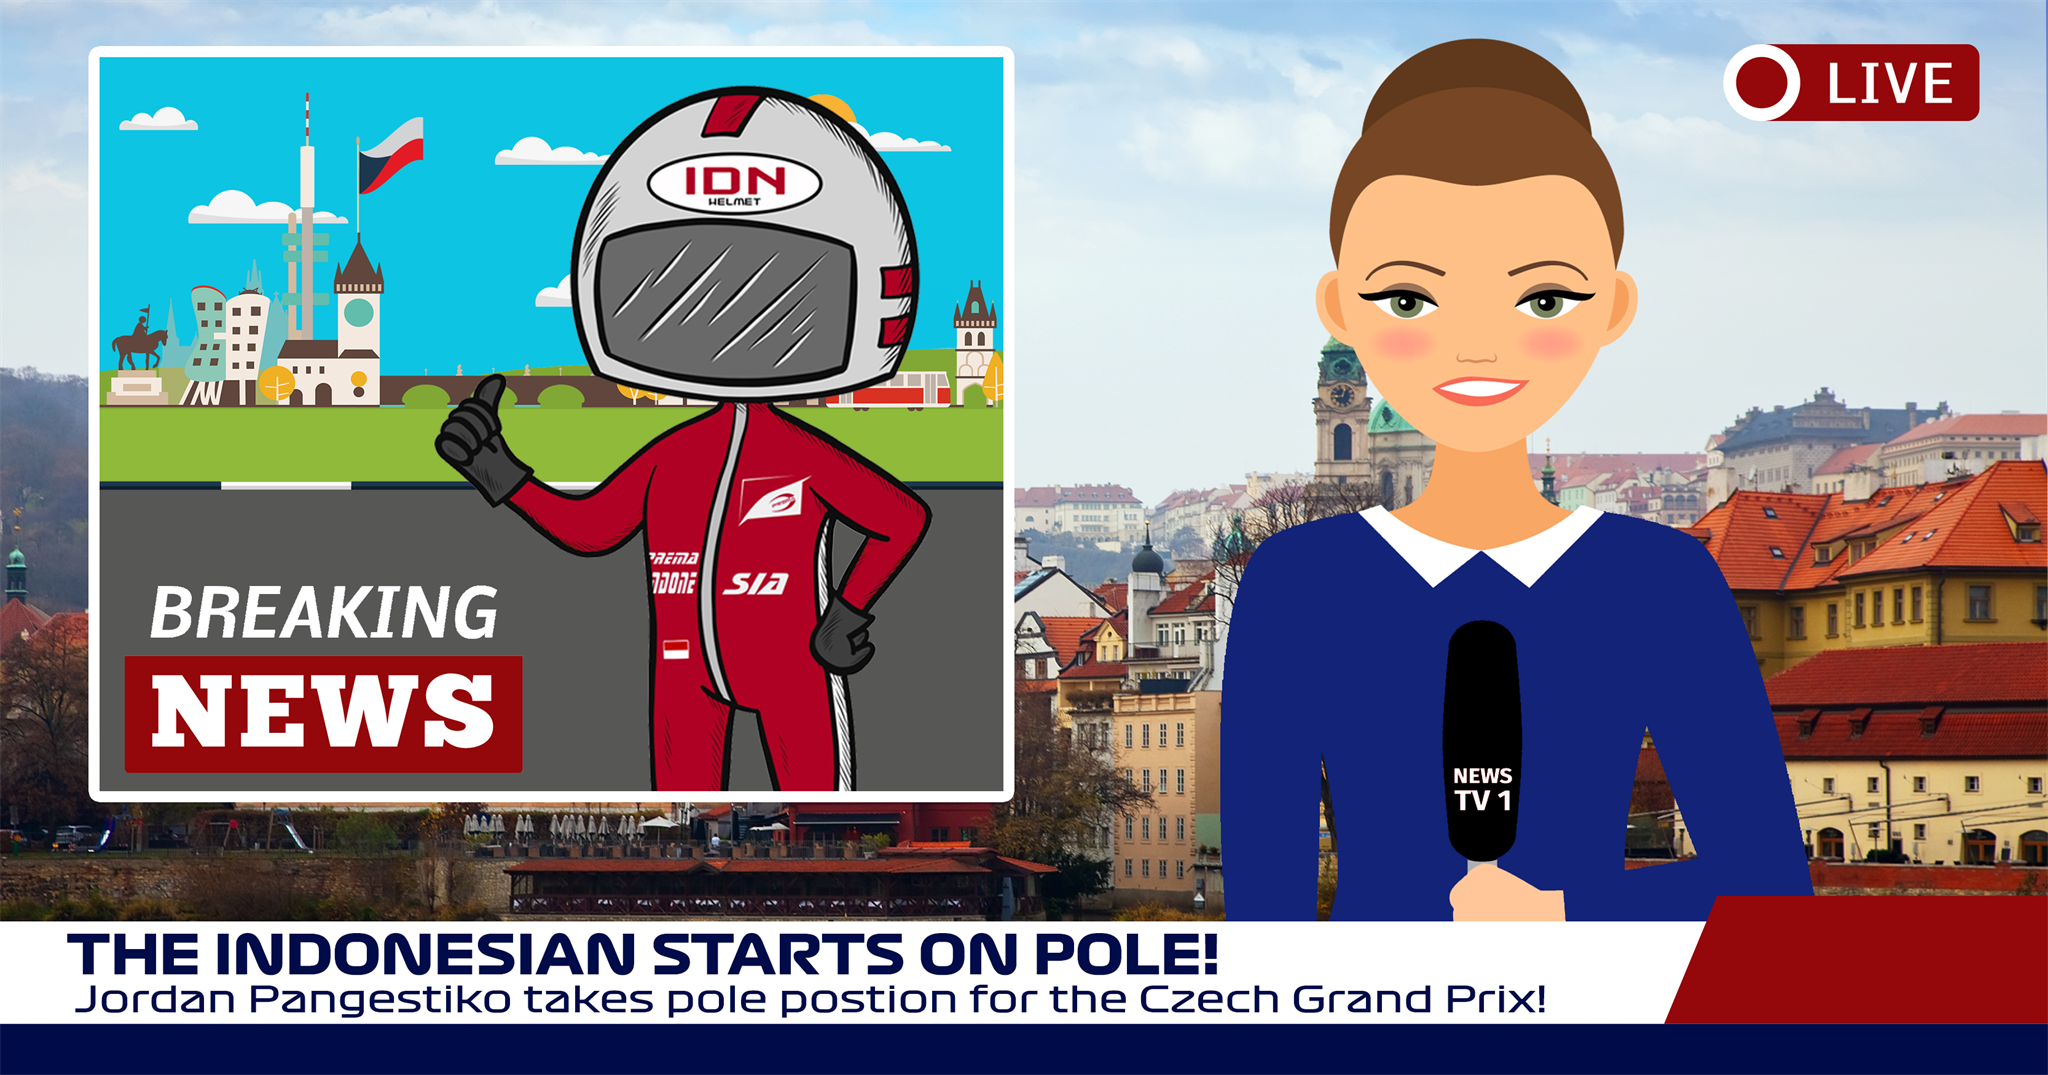 LIVE
IDN
HELMET
PREMA
SIA
BREAKING
NEWS
NEWS
TV 1
THE INDONESIAN STARTS ON POLE!
Jordan Pangestiko takes pole postion for the Czech Grand Prix!